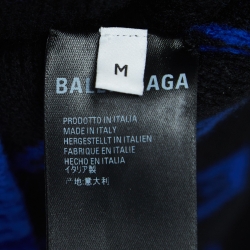 M
BALENCIAGA
PRODOTTO IN ITALIA
MADE IN ITALY
HERGESTELLT IN ITALIEN
FABRIQUE EN ITALIE
HECHO EN ITALIA
イタリア製
产地:意大利